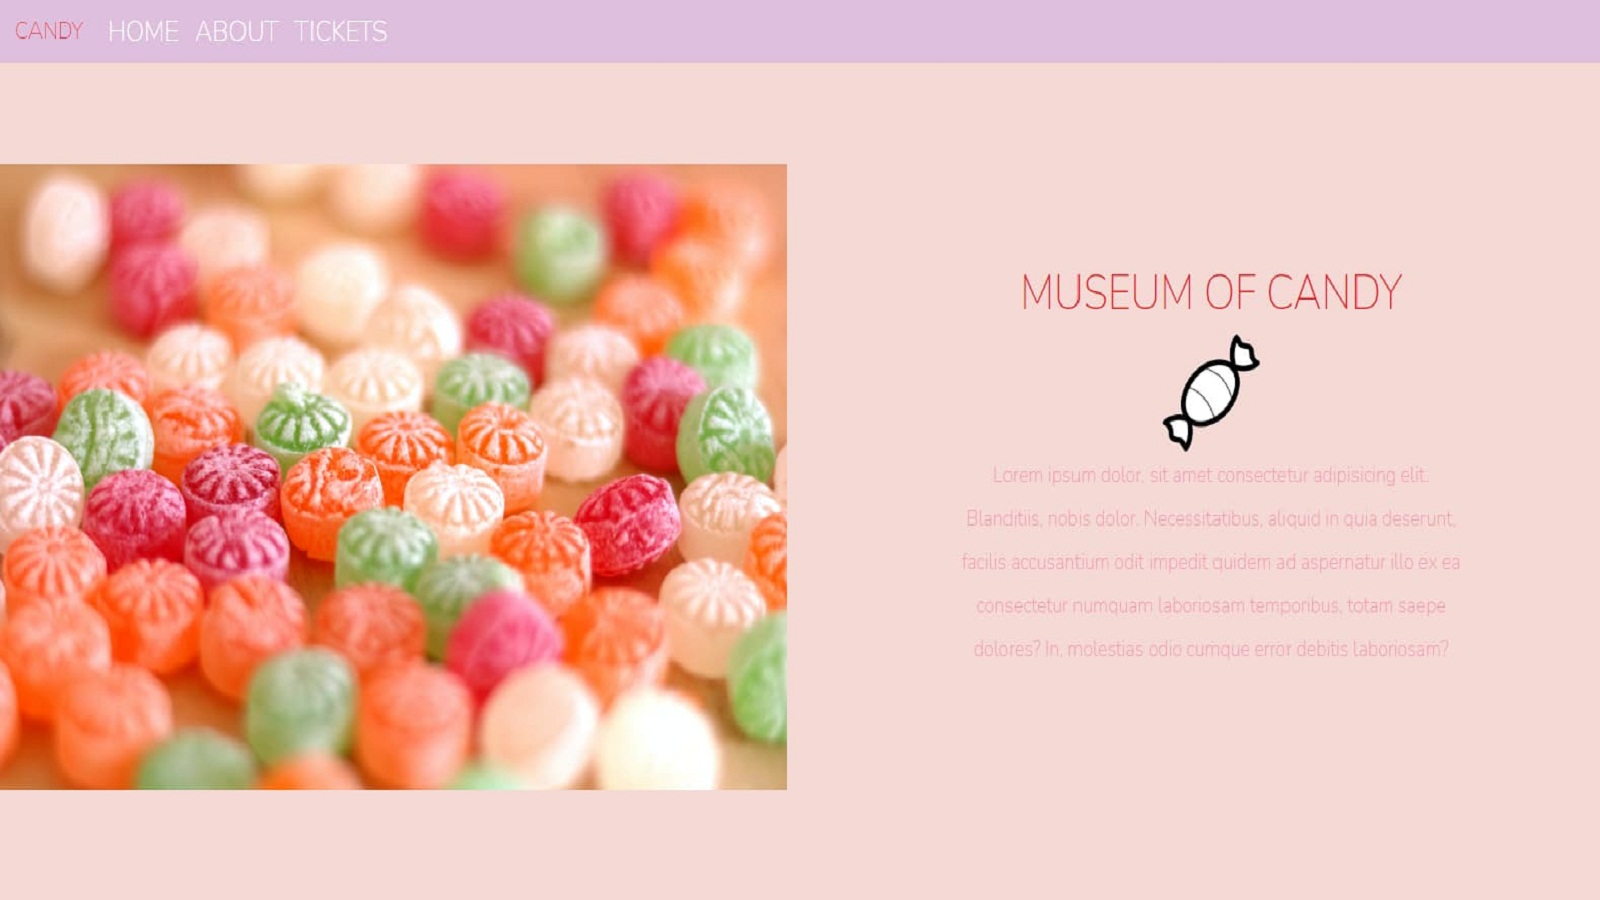 CANDY HOME ABOUT TICKETS
MUSEUM OF CANDY
Lorem ipsum dolor, sit amet consectetur adipisicing elit.
Blanditiis, nobis dolor. Necessitatibus, aliquid in quia deserunt,
facilis accusantium odit impedit quidem ad aspernatur illo ex ea
consectetur numquam laboriosam temporibus, totam saepe
dolores? In, molestias odio cumque error debitis laboriosam?